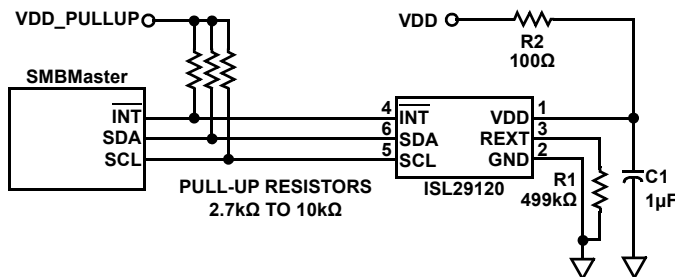 VDD_PULLUP
VDD
R2
100Ω
SMBMaster
INT
SDA
SCL
4
6
5
INT
SDA
SCL
VDD
REXT
GND
1
3
2
ISL29120
PULL-UP RESISTORS
2.7kΩ TO 10kΩ
R1
499kΩ
C1
1µF